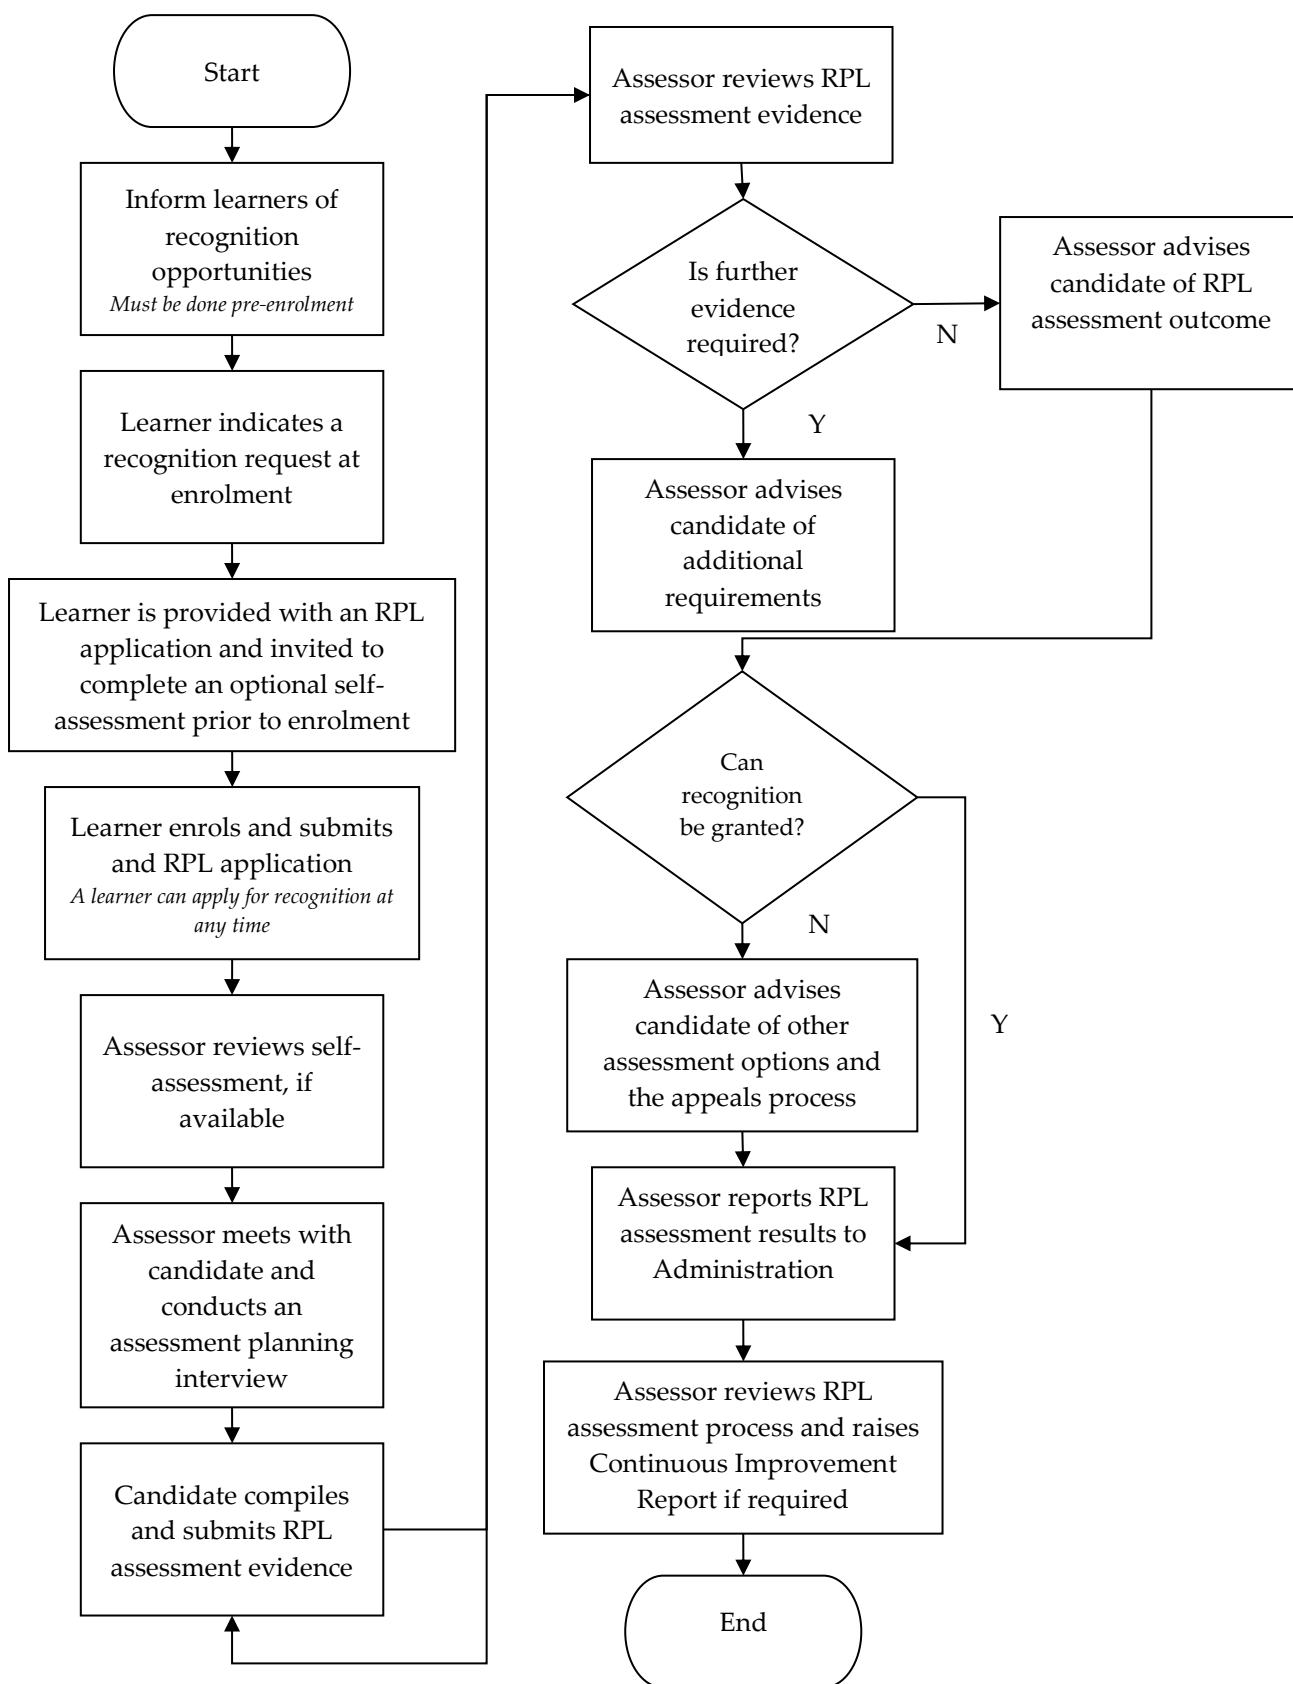 Start
Inform learners of
recognition
opportunities
Must be done pre-enrolment
Learner indicates a
recognition request at
enrolment
Learner is provided with an RPL
application and invited to
complete an optional self-
assessment prior to enrolment
Learner enrols and submits
and RPL application
A learner can apply for recognition at
any time
Assessor reviews self-
assessment, if
available
Assessor meets with
candidate and
conducts an
assessment planning
interview
Candidate compiles
and submits RPL
assessment evidence
Assessor reviews RPL
assessment evidence
Is further
evidence
required?
N
Assessor advises
candidate of RPL
assessment outcome
Y
Assessor advises
candidate of
additional
requirements
Can
recognition
be granted?
N
Y
Assessor advises
candidate of other
assessment options and
the appeals process
Assessor reports RPL
assessment results to
Administration
Assessor reviews RPL
assessment process and raises
Continuous Improvement
Report if required
End